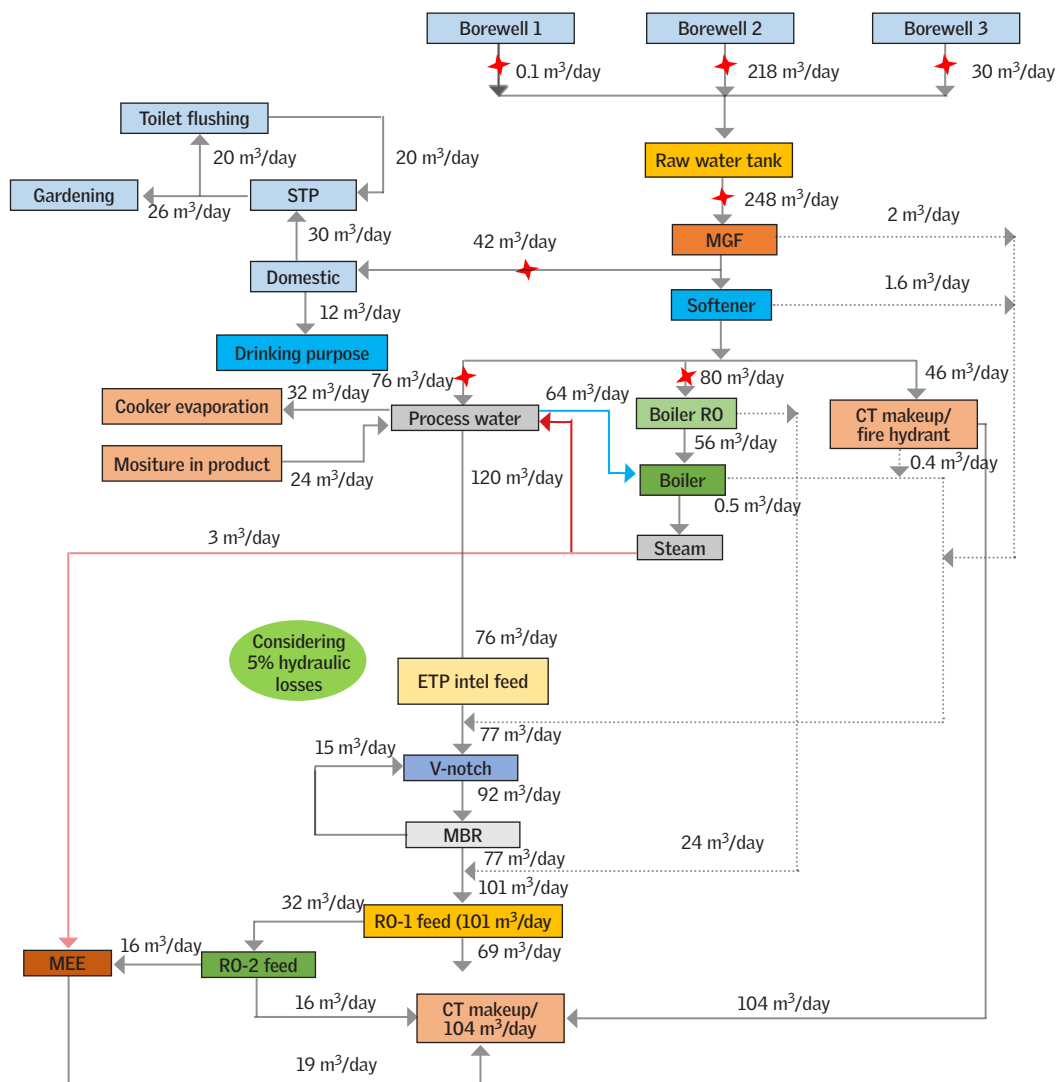 Borewell 1
Borewell 2
Borewell 3
0.1 m³/day
218 m³/day
30 m³/day
Toilet flushing
20 m³/day
20 m³/day
Raw water tank
Gardening
STP
26 m³/day
248 m³/day
2 m³/day
30 m³/day
42 m³/day
MGF
Domestic
1.6 m³/day
12 m³/day
Softener
Drinking purpose
76 m³/day
80 m³/day
46 m³/day
32 m³/day
64 m³/day
Cooker evaporation
Process water
Boiler RO
CT makeup/
fire hydrant
56 m³/day
Mositure in product
24 m³/day
120 m³/day
Boiler
0.4 m³/day
0.5 m³/day
3 m³/day
Steam
Considering
5% hydraulic
losses
76 m³/day
ETP intel feed
77 m³/day
15 m³/day
V-notch
92 m³/day
MBR
24 m³/day
77 m³/day
101 m³/day
32 m³/day
RO-1 feed (101 m³/day
16 m³/day
69 m³/day
MEE
RO-2 feed
16 m³/day
CT makeup/
104 m³/day
104 m³/day
19 m³/day